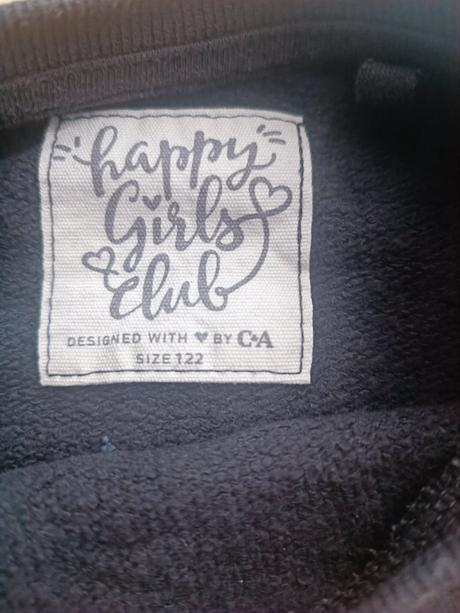 happy
Girls
club
DESIGNED WITH ♥ BY C&A
SIZE 122